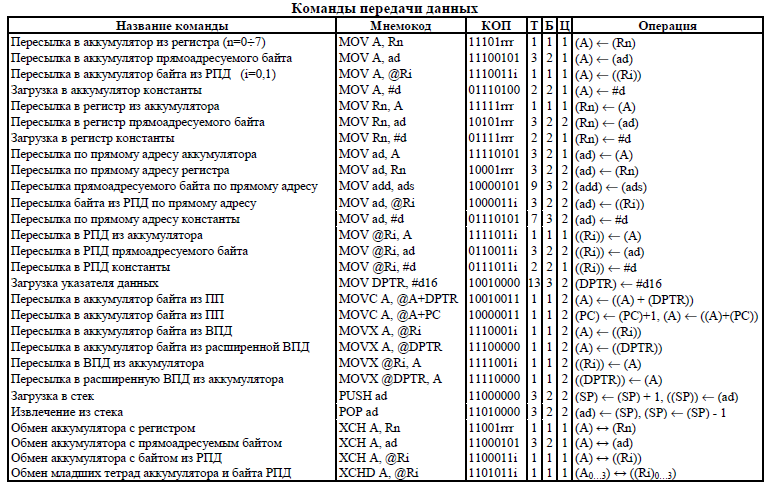 Команды передачи данных
Название команды Мнемокод КОП Т Б Ц Операция
Пересылка в аккумулятор из регистра (n=0÷7) MOV A, Rn 11101rrr 1 1 1 (A) ← (Rn)
Пересылка в аккумулятор прямоадресуемого байта MOV A, ad 11100101 3 2 1 (A) ← (ad)
Пересылка в аккумулятор байта из РПД (i=0,1) MOV A, @Ri 1110011i 1 1 1 (A) ← ((Ri))
Загрузка в аккумулятор константы MOV A, #d 01110100 2 2 1 (A) ← #d
Пересылка в регистр из аккумулятора MOV Rn, A 11111rrr 1 1 1 (Rn) ← (A)
Пересылка в регистр прямоадресуемого байта MOV Rn, ad 10101rrr 3 2 2 (Rn) ← (ad)
Загрузка в регистр константы MOV Rn, #d 01111rrr 2 2 1 (Rn) ← #d
Пересылка по прямому адресу аккумулятора MOV ad, A 11110101 3 2 1 (ad) ← (A)
Пересылка по прямому адресу регистра MOV ad, Rn 10001rrr 3 2 2 (ad) ← (Rn)
Пересылка прямоадресуемого байта по прямому адресу MOV add, ads 10000101 9 3 2 (add) ← (ads)
Пересылка байта из РПД по прямому адресу MOV ad, @Ri 1000011i 3 2 2 (ad) ← ((Ri))
Пересылка по прямому адресу константы MOV ad, #d 01110101 7 3 2 (ad) ← #d
Пересылка в РПД из аккумулятора MOV @Ri, A 1111011i 1 1 1 ((Ri)) ← (A)
Пересылка в РПД прямоадресуемого байта MOV @Ri, ad 0110011i 3 2 2 ((Ri)) ← (ad)
Пересылка в РПД константы MOV @Ri, #d 0111011i 2 2 1 ((Ri)) ← #d
Загрузка указателя данных MOV DPTR, #d16 10010000 13 3 2 (DPTR) ← #d16
Пересылка в аккумулятор байта из ПП MOVC A, @A+DPTR 10010011 1 1 2 (A) ← ((A) + (DPTR))
Пересылка в аккумулятор байта из ПП MOVC A, @A+PC 10000011 1 1 2 (PC) ← (PC)+1, (A) ← ((A)+(PC))
Пересылка в аккумулятор байта из ВПД MOVX A, @Ri 1110001i 1 1 2 (A) ← ((Ri))
Пересылка в аккумулятор байта из расширенной ВПД MOVX A, @DPTR 11100000 1 1 2 (A) ← ((DPTR))
Пересылка в ВПД из аккумулятора MOVX @Ri, A 1111001i 1 1 2 ((Ri)) ← (A)
Пересылка в расширенную ВПД из аккумулятора MOVX @DPTR, A 11110000 1 1 2 ((DPTR)) ← (A)
Загрузка в стек PUSH ad 11000000 3 2 2 (SP) ← (SP) + 1, ((SP)) ← (ad)
Извлечение из стека POP ad 11010000 3 2 2 (ad) ← (SP), (SP) ← (SP) - 1
Обмен аккумулятора с регистром XCH A, Rn 11001rrr 1 1 1 (A) ↔ (Rn)
Обмен аккумулятора с прямоадресуемым байтом XCH A, ad 11000101 3 2 1 (A) ↔ (ad)
Обмен аккумулятора с байтом из РПД XCH A, @Ri 1100011i 1 1 1 (A) ↔ ((Ri))
Обмен младших тетрад аккумулятора и байта РПД XCHD A, @Ri 1101011i 1 1 1 (A0…3) ↔ ((Ri)0…3)